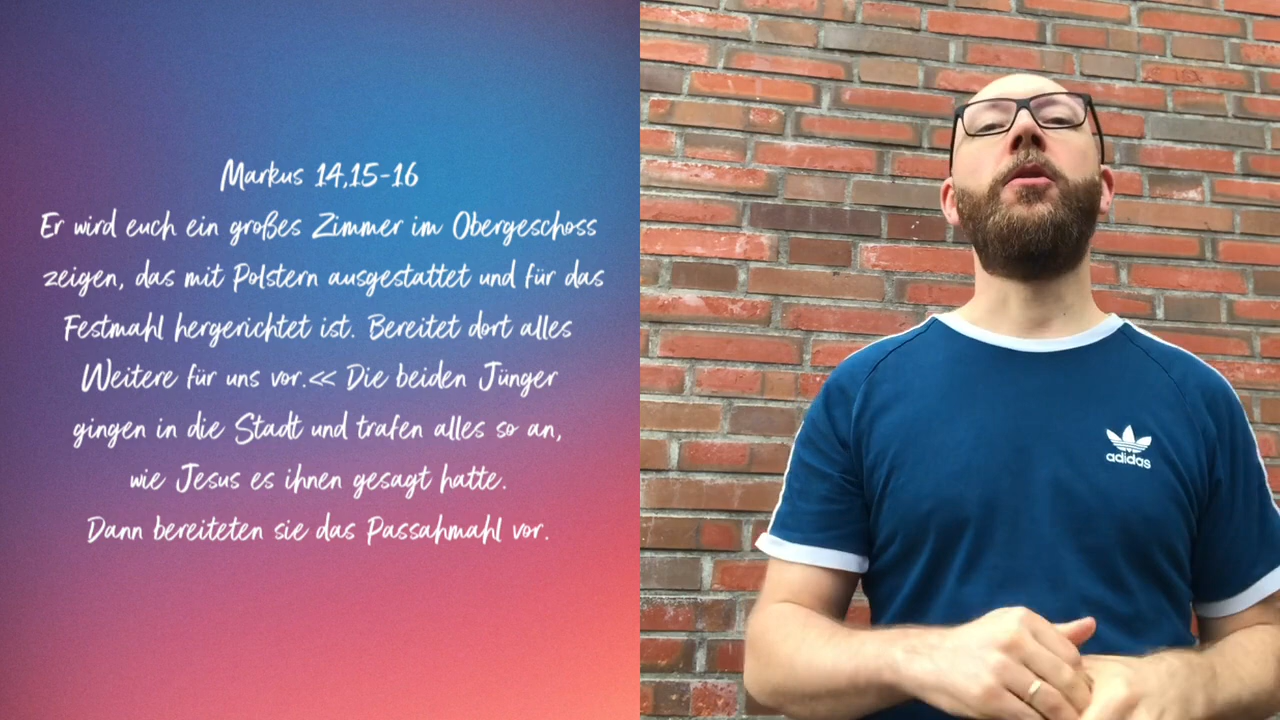 Markus 14,15-16
Er wird euch ein großes Zimmer im Obergeschoss
zeigen, das mit Polstern ausgestattet und für das
Festmahl hergerichtet ist. Bereitet dort alles
Weitere für uns vor.<< Die beiden Jünger
gingen in die Stadt und trafen alles so an,
wie Jesus es ihnen gesagt hatte.
Dann bereiteten sie das Passahmahl vor.
adidas